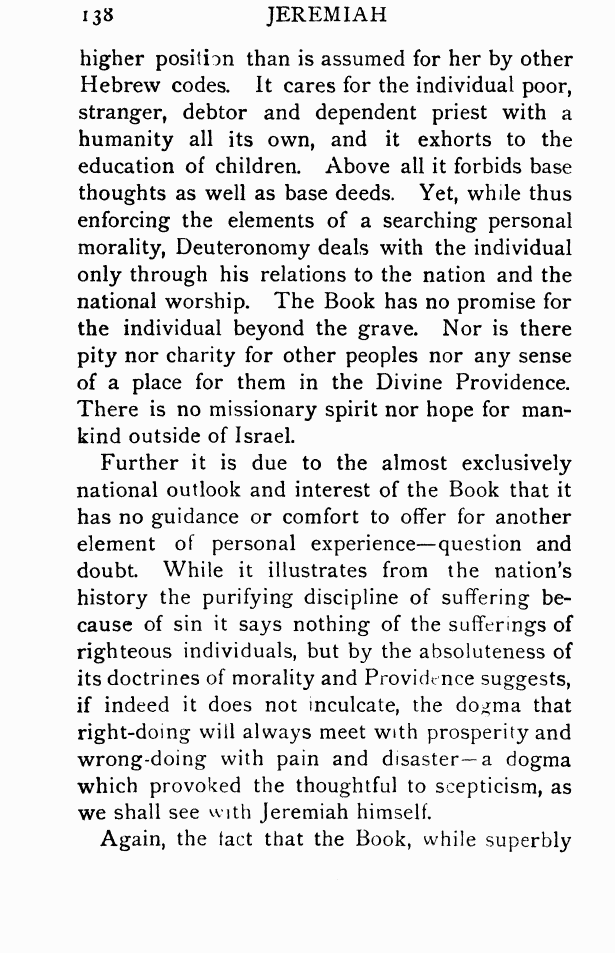 138 JEREMIAH
higher position than is assumed for her by other
Hebrew codes. It cares for the individual poor,
stranger, debtor and dependent priest with a
humanity all its own, and it exhorts to the
education of children. Above all it forbids base
thoughts as well as base deeds. Yet, while thus
enforcing the elements of a searching personal
morality, Deuteronomy deals with the individual
only through his relations to the nation and the
national worship. The Book has no promise for
the individual beyond the grave. Nor is there
pity nor charity for other peoples nor any sense
of a place for them in the Divine Providence.
There is no missionary spirit nor hope for man-
kind outside of Israel.
Further it is due to the almost exclusively
national outlook and interest of the Book that it
has no guidance or comfort to offer for another
element of personal experience—question and
doubt. While it illustrates from the nation's
history the purifying discipline of suffering be-
cause of sin it says nothing of the sufferings of
righteous individuals, but by the absoluteness of
its doctrines of morality and Providence suggests,
if indeed it does not inculcate, the dogma that
right-doing will always meet with prosperity and
wrong-doing with pain and disaster—a dogma
which provoked the thoughtful to scepticism, as
we shall see with Jeremiah himself.
Again, the fact that the Book, while superbly